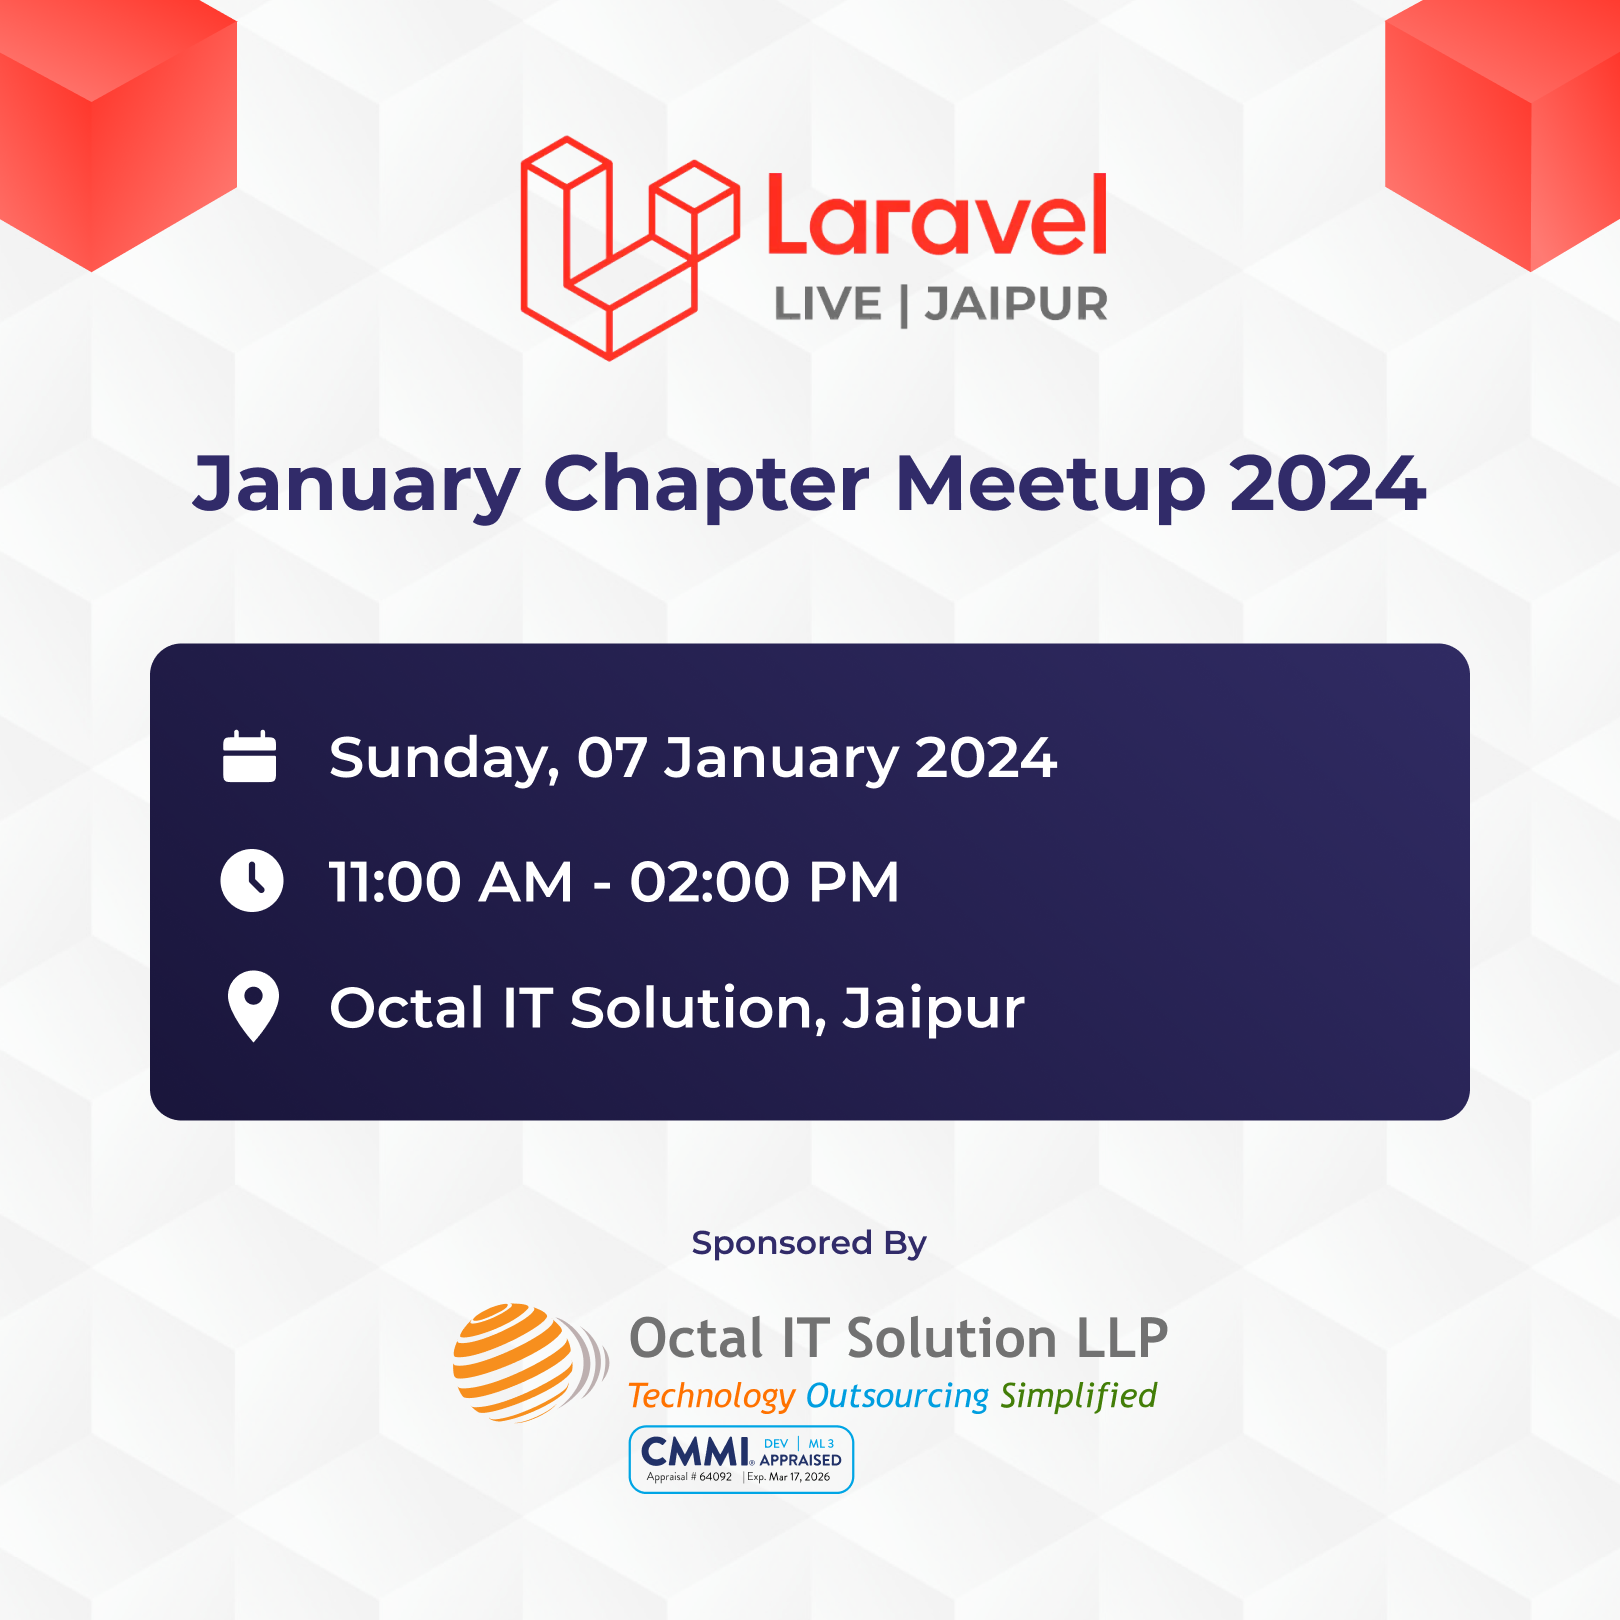 Laravel
LIVE | JAIPUR
January Chapter Meetup 2024
Sunday, 07 January 2024
11:00 AM - 02:00 PM
Octal IT Solution, Jaipur
Sponsored By
Octal IT Solution LLP
Technology Outsourcing Simplified
CMMI® DEV | ML 3
APPRAISED
Appraisal # 64092 | Exp. Mar 17, 2026